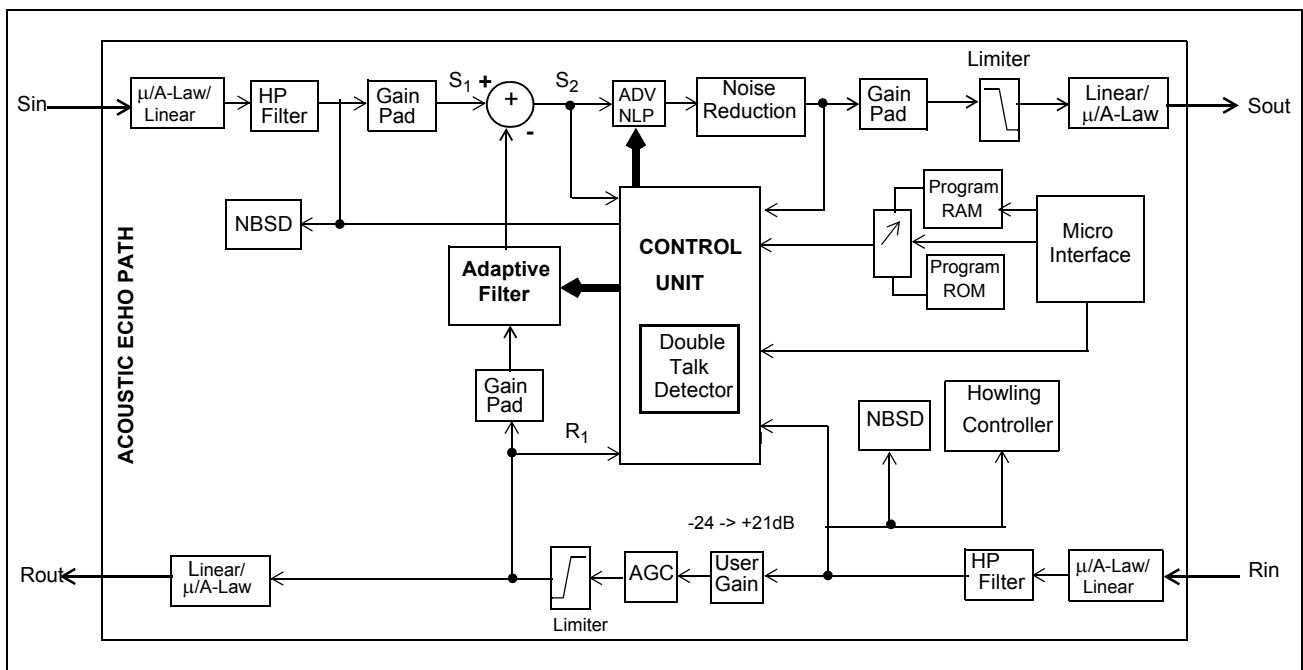 Sin
μ/A-Law/
Linear
HP
Filter
Gain
Pad
S1
+
+
-
S2
ADV
NLP
Noise
Reduction
Gain
Pad
Limiter
Linear/
μ/A-Law
Sout
NBSD
ACOUSTIC ECHO PATH
Adaptive
Filter
CONTROL
UNIT
Double
Talk
Detector
Program
RAM
Program
ROM
Micro
Interface
Gain
Pad
R1
NBSD
Howling
Controller
-24 -> +21dB
Rout
Linear/
μ/A-Law
Limiter
AGC
User
Gain
HP
Filter
μ/A-Law/
Linear
Rin